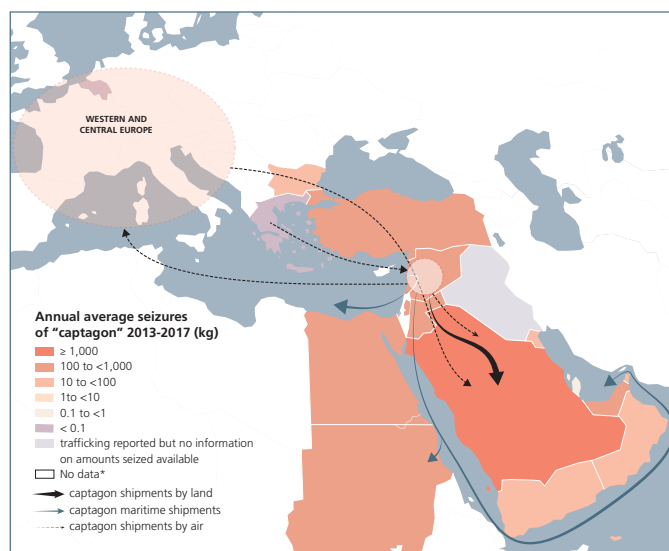 WESTERN AND
CENTRAL EUROPE
Annual average seizures
of "captagon" 2013-2017 (kg)
≥ 1,000
100 to <1,000
10 to <100
1to <10
0.1 to <1
< 0.1
trafficking reported but no information
on amounts seized available
No data*
captagon shipments by land
captagon maritime shipments
captagon shipments by air